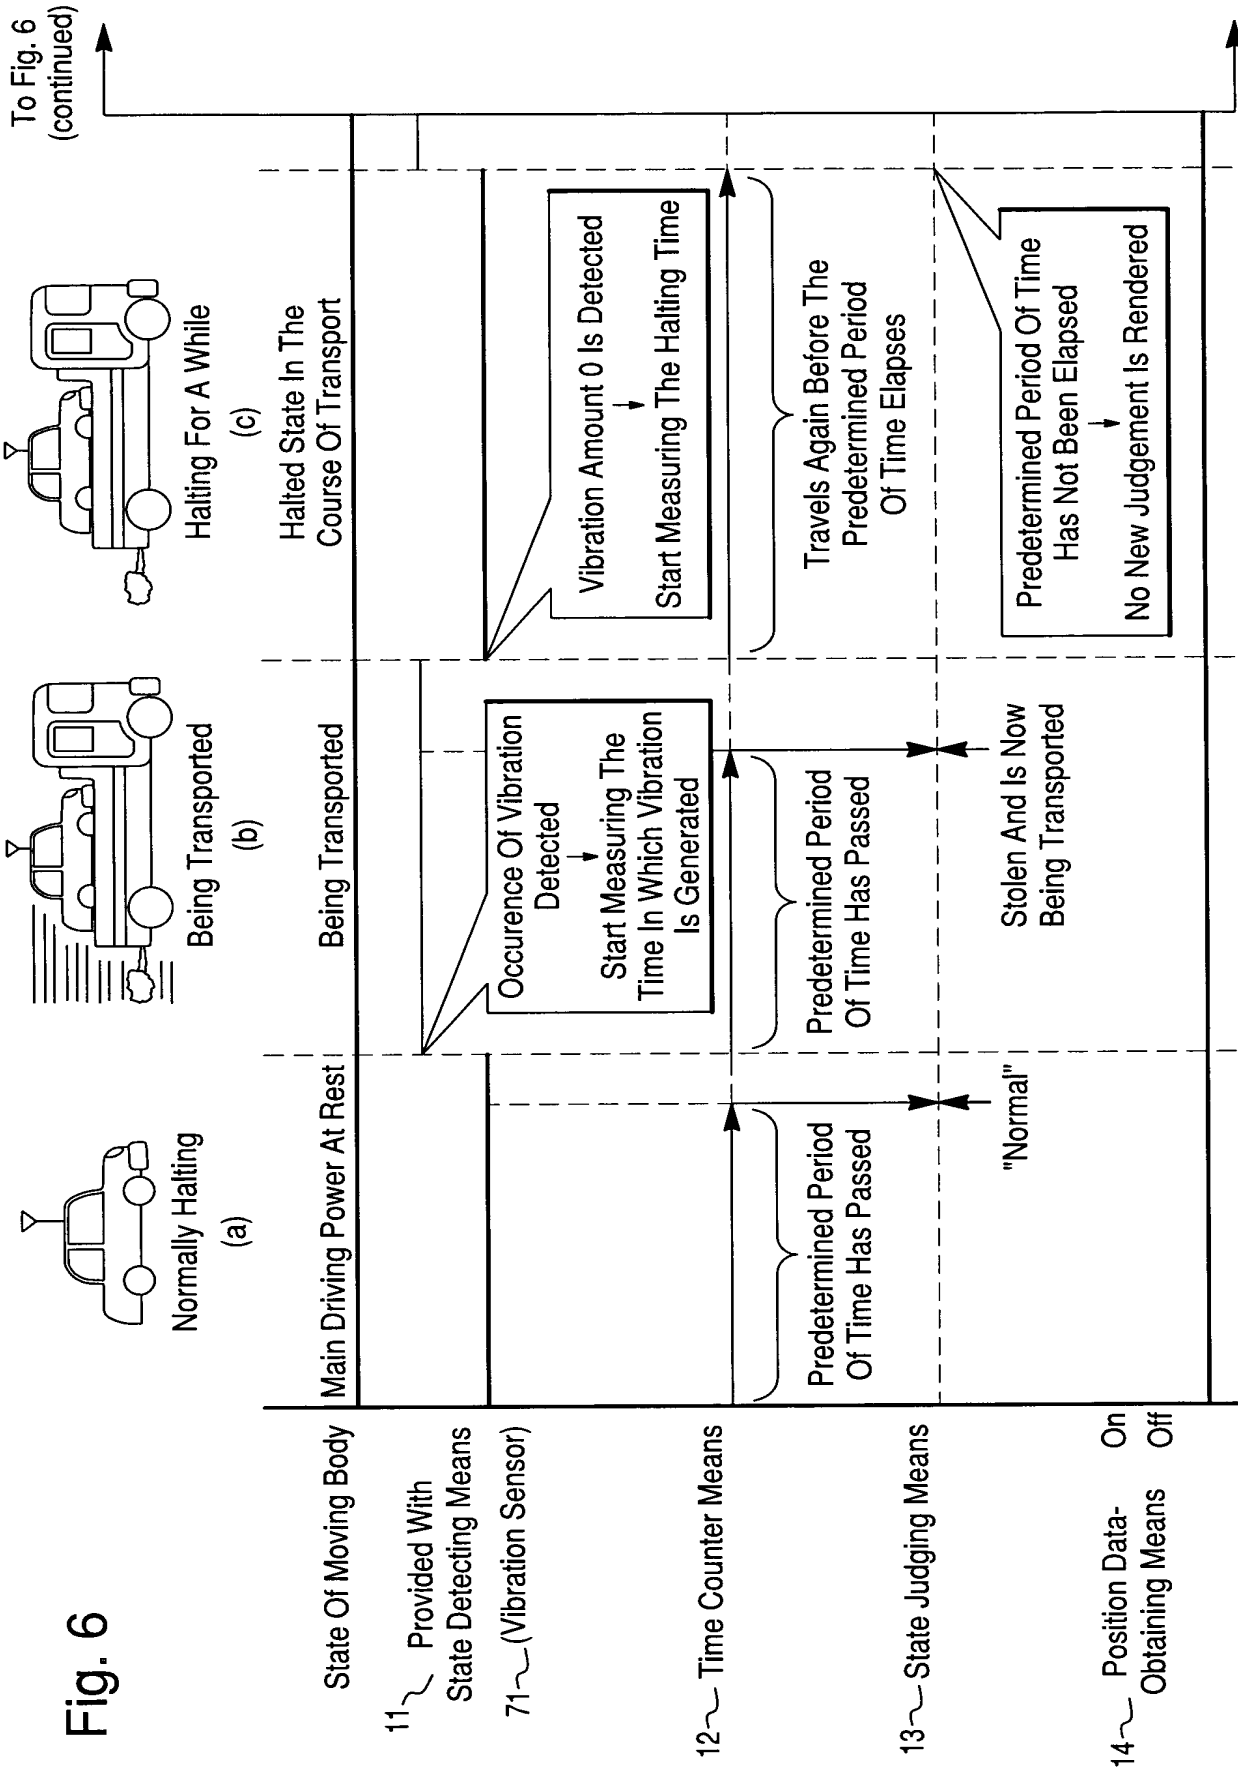 Fig. 6
To Fig. 6
(continued)
Normally Halting
(a)
Being Transported
(b)
Halting For A While
(c)
State Of Moving Body
Main Driving Power At Rest
Being Transported
Halted State In The
Course Of Transport
11
Provided With
State Detecting Means
71
(Vibration Sensor)
Occurence Of Vibration
Detected
Start Measuring The
Time In Which Vibration
Is Generated
Vibration Amount 0 Is Detected
Start Measuring The Halting Time
12
Time Counter Means
Predetermined Period
Of Time Has Passed
Predetermined Period
Of Time Has Passed
Travels Again Before The
Predetermined Period
Of Time Elapses
13
State Judging Means
"Normal"
Stolen And Is Now
Being Transported
Predetermined Period Of Time
Has Not Been Elapsed
No New Judgement Is Rendered
14
Position Data-
Obtaining Means
On
Off